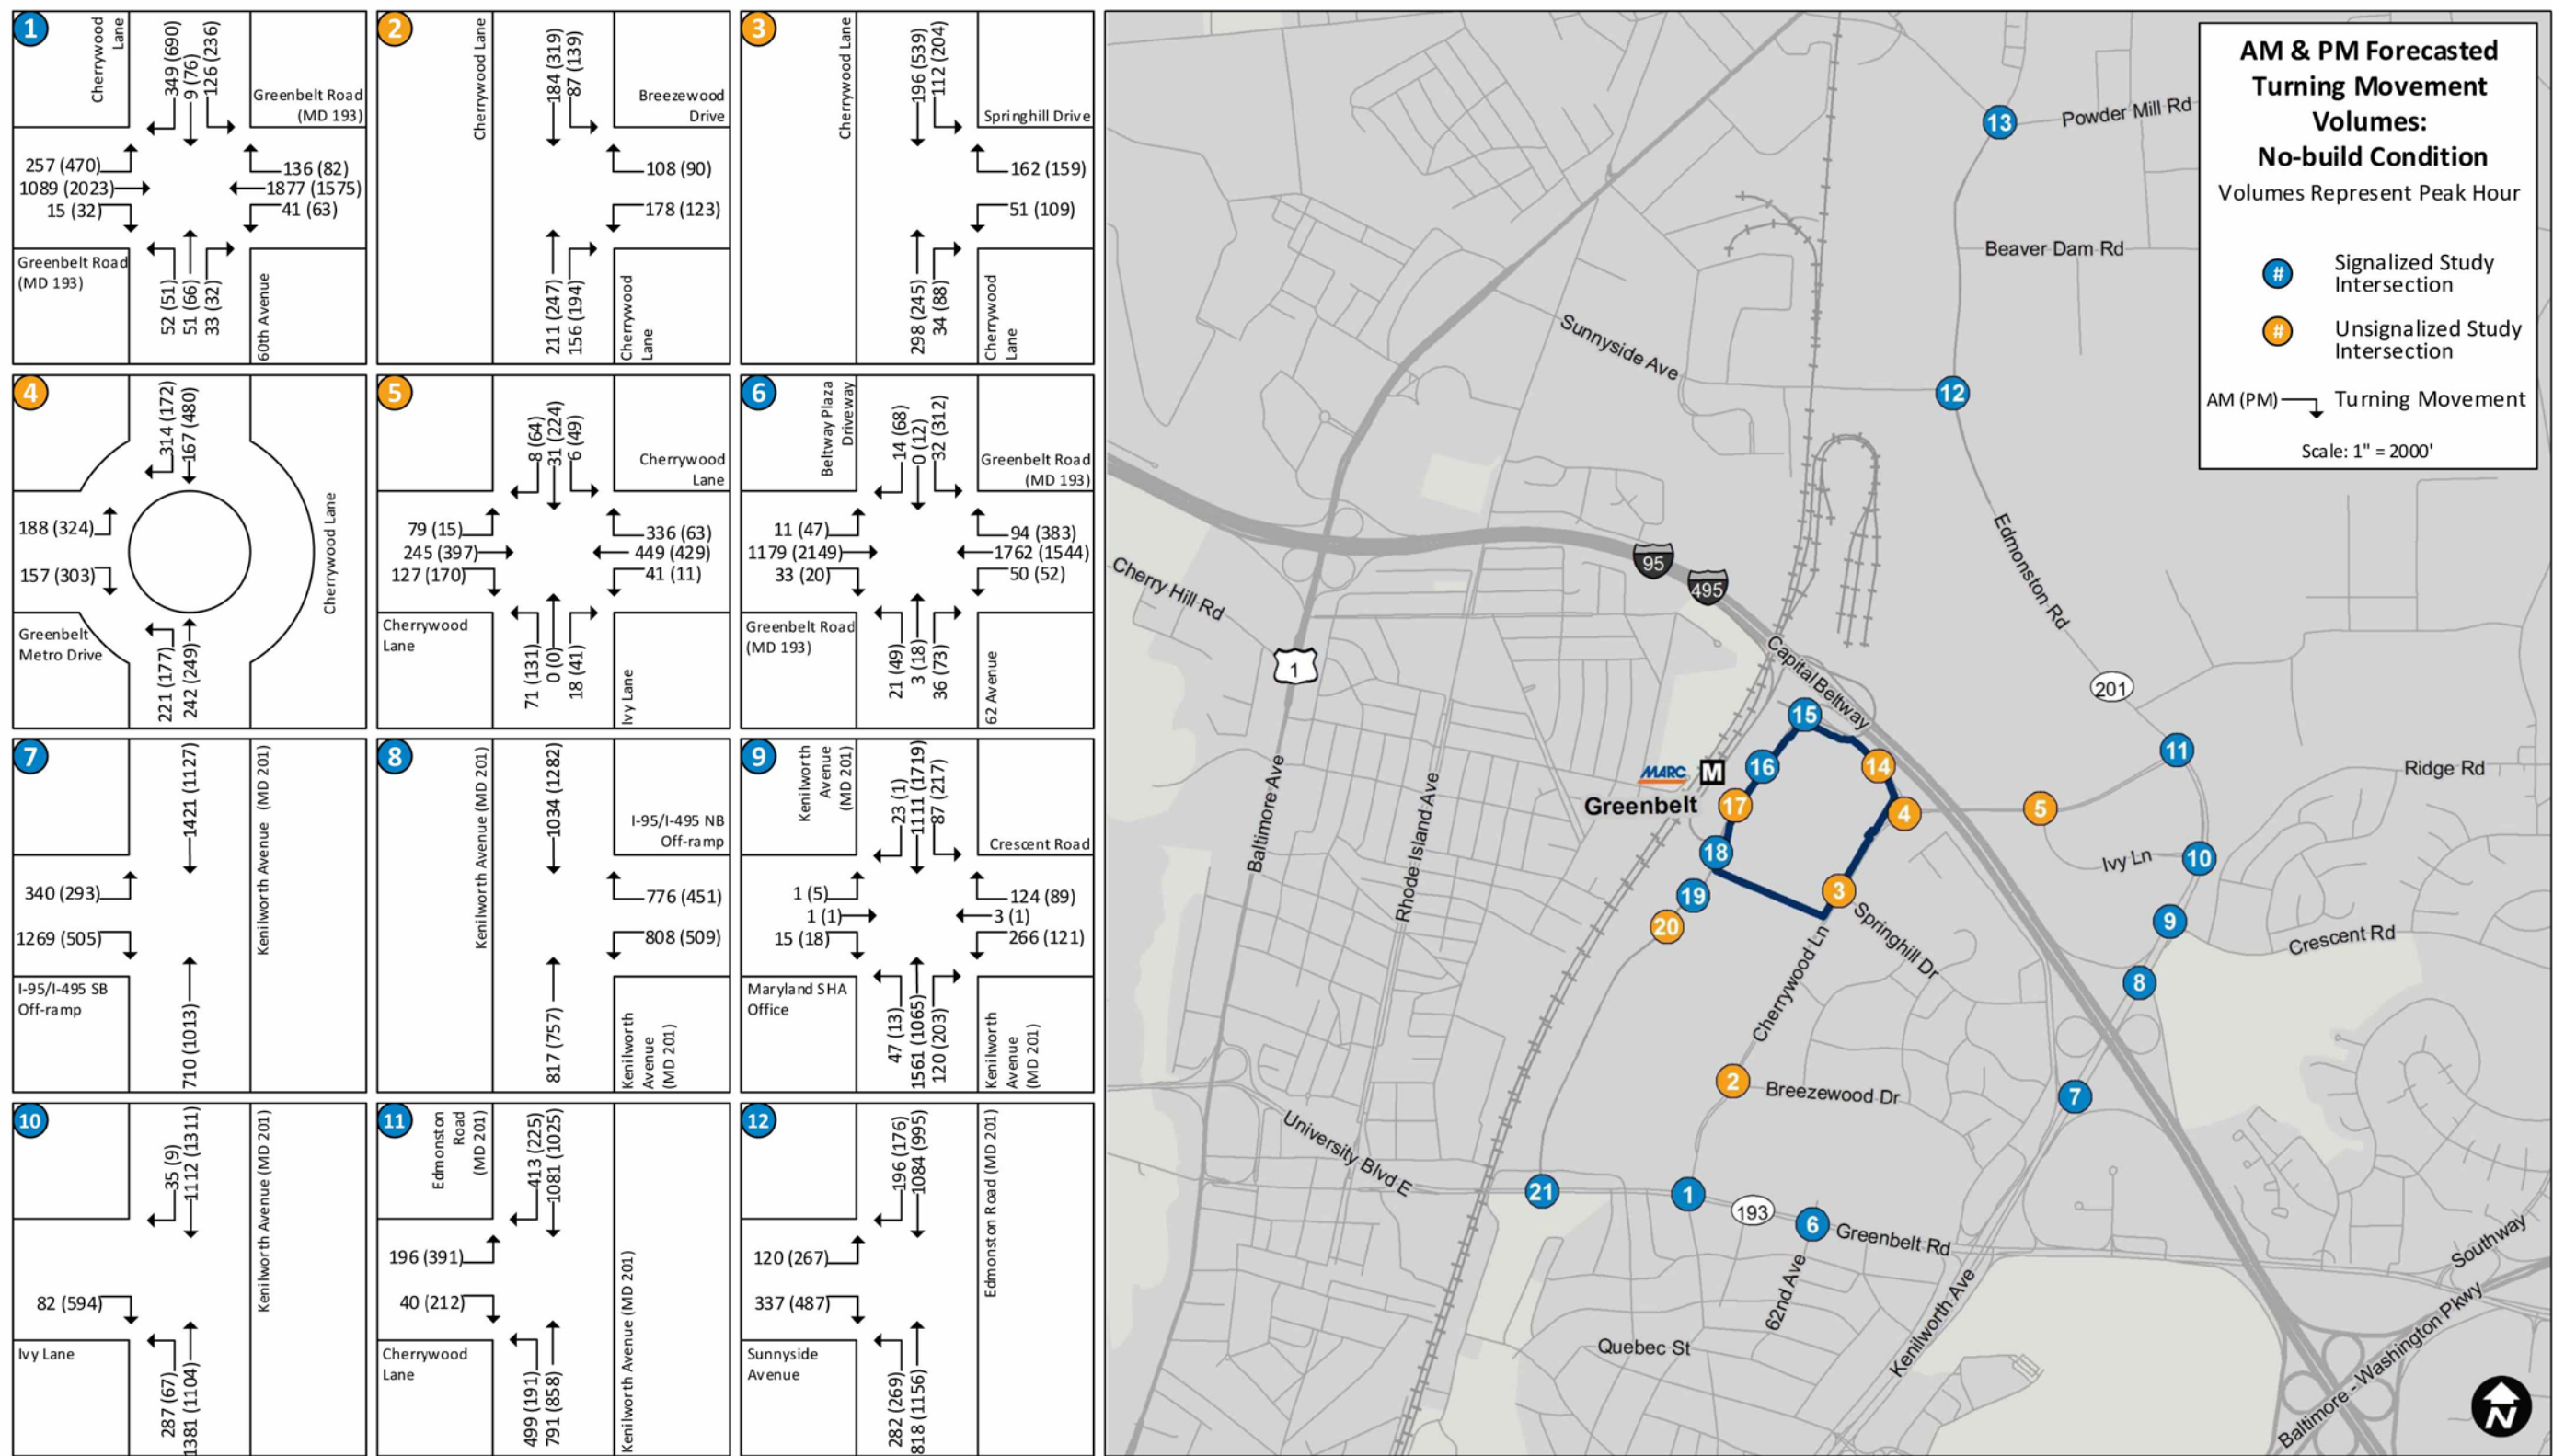 1
Cherrywood
Lane
349 (690)
9 (76)
126 (236)
Greenbelt Road
(MD 193)
257 (470)
1089 (2023)
15 (32)
136 (82)
1877 (1575)
41 (63)
Greenbelt Road
(MD 193)
52 (51)
51 (66)
33 (32)
60th Avenue
2
Cherrywood Lane
184 (319)
87 (139)
Breezewood
Drive
108 (90)
178 (123)
211 (247)
156 (194)
Cherrywood
Lane
3
Cherrywood Lane
196 (539)
112 (204)
Springhill Drive
162 (159)
51 (109)
298 (245)
34 (88)
Cherrywood
Lane
4
314 (172)
167 (480)
188 (324)
157 (303)
Cherrywood Lane
Greenbelt
Metro Drive
221 (177)
242 (249)
5
8 (64)
31 (224)
6 (49)
Cherrywood
Lane
79 (15)
245 (397)
127 (170)
336 (63)
449 (429)
41 (11)
Cherrywood
Lane
71 (131)
0 (0)
18 (41)
Ivy Lane
6
Beltway Plaza
Driveway
14 (68)
0 (12)
32 (312)
Greenbelt Road
(MD 193)
11 (47)
1179 (2149)
33 (20)
94 (383)
1762 (1544)
50 (52)
Greenbelt Road
(MD 193)
21 (49)
3 (18)
36 (73)
62 Avenue
7
1421 (1127)
Kenilworth Avenue (MD 201)
340 (293)
1269 (505)
I-95/I-495 SB
Off-ramp
710 (1013)
8
Kenilworth Avenue (MD 201)
1034 (1282)
I-95/I-495 NB
Off-ramp
776 (451)
808 (509)
817 (757)
Kenilworth
Avenue
(MD 201)
9
Kenilworth
Avenue
(MD 201)
23 (1)
1111 (1719)
87 (217)
Crescent Road
1 (5)
1 (1)
15 (18)
124 (89)
3 (1)
266 (121)
Maryland SHA
Office
47 (13)
1561 (1065)
120 (203)
Kenilworth
Avenue
(MD 201)
10
35 (9)
1112 (1311)
Kenilworth Avenue (MD 201)
82 (594)
Ivy Lane
287 (67)
1381 (1104)
11
Edmonston
Road
(MD 201)
413 (225)
1081 (1025)
196 (391)
40 (212)
Cherrywood
Lane
499 (191)
791 (858)
Kenilworth Avenue (MD 201)
12
196 (176)
1084 (995)
Edmonston Road (MD 201)
120 (267)
337 (487)
Sunnyside
Avenue
282 (269)
818 (1156)
AM & PM Forecasted
Turning Movement
Volumes:
No-build Condition
Volumes Represent Peak Hour
# Signalized Study
Intersection
# Unsignalized Study
Intersection
AM (PM) Turning Movement
Scale: 1" = 2000'
13
Powder Mill Rd
Beaver Dam Rd
Sunnyside Ave
12
Edmonston Rd
95
495
Cherry Hill Rd
1
Capital Beltway
201
15
11
Ridge Rd
MARC
M
16
14
Greenbelt
17
4
5
Baltimore Ave
Rhode Island Ave
18
Ivy Ln
10
19
3
20
Springhill Dr
9
Crescent Rd
Cherrywood Ln
8
2
Breezewood Dr
7
University Blvd E
21
1
193
6
Greenbelt Rd
62nd Ave
Southway
Quebec St
Kenilworth Ave
Baltimore - Washington Pkwy
N